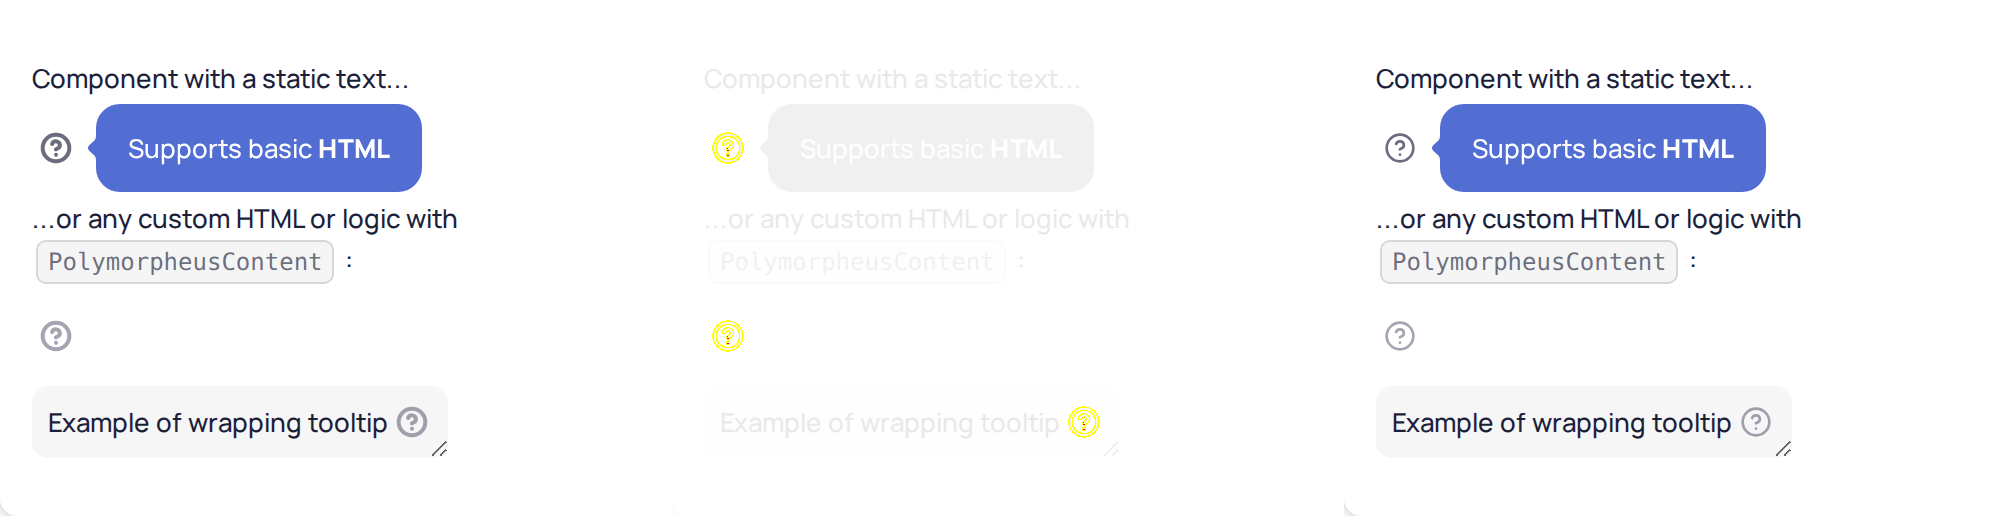 Component with a static text...
Supports basic HTML
...or any custom HTML or logic with
PolymorpheusContent :
Example of wrapping tooltip
Component with a static text...
Supports basic HTML
...or any custom HTML or logic with
PolymorpheusContent :
Example of wrapping tooltip
Component with a static text...
Supports basic HTML
...or any custom HTML or logic with
PolymorpheusContent :
Example of wrapping tooltip